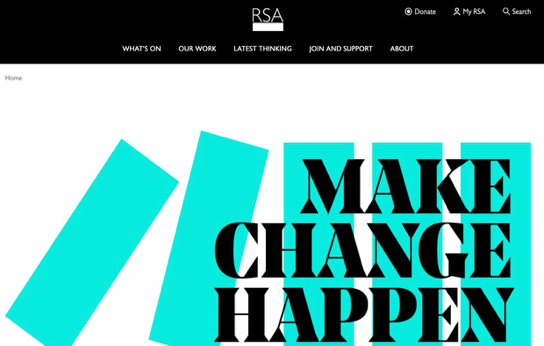 RSA
Donate
My RSA
Search
WHAT'S ON
OUR WORK
LATEST THINKING
JOIN AND SUPPORT
ABOUT
Home
MAKE
CHANGE
HAPPEN